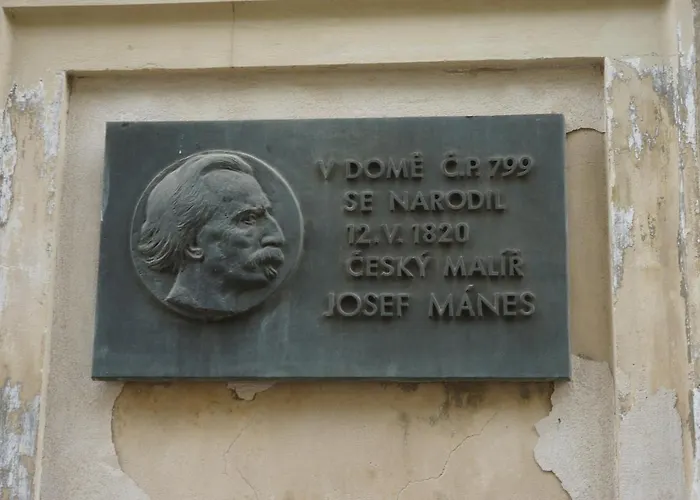 V DOMĚ Č.P. 799
SE NARODIL
12.V. 1820
ČESKÝ MALÍŘ
JOSEF MÁNES